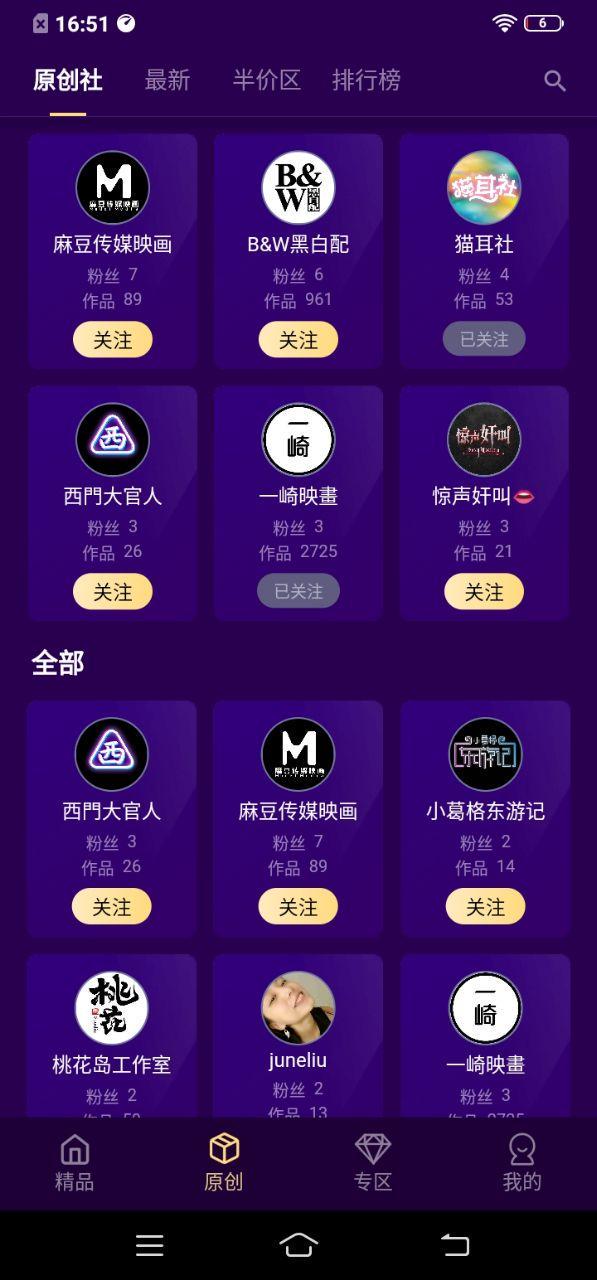 16:51
6
原创社 最新 半价区 排行榜
M
麻豆传媒映画
B&W
猫耳社
麻豆传媒映画 B&W黑白配 猫耳社
粉丝 7 粉丝 6 粉丝 4
作品 89 作品 961 作品 53
关注 关注 已关注
西
一崎
惊声奸叫
西門大官人 一崎映畫 惊声奸叫👄
粉丝 3 粉丝 3 粉丝 3
作品 26 作品 2725 作品 21
关注 已关注 关注
全部
西
M
麻豆传媒映画
西門大官人 麻豆传媒映画 小葛格东游记
粉丝 3 粉丝 7 粉丝 2
作品 26 作品 89 作品 14
关注 关注 关注
桃花
一崎
桃花岛工作室 juneliu 一崎映畫
粉丝 2 粉丝 2 粉丝 3
作品 13
精品 原创 专区 我的